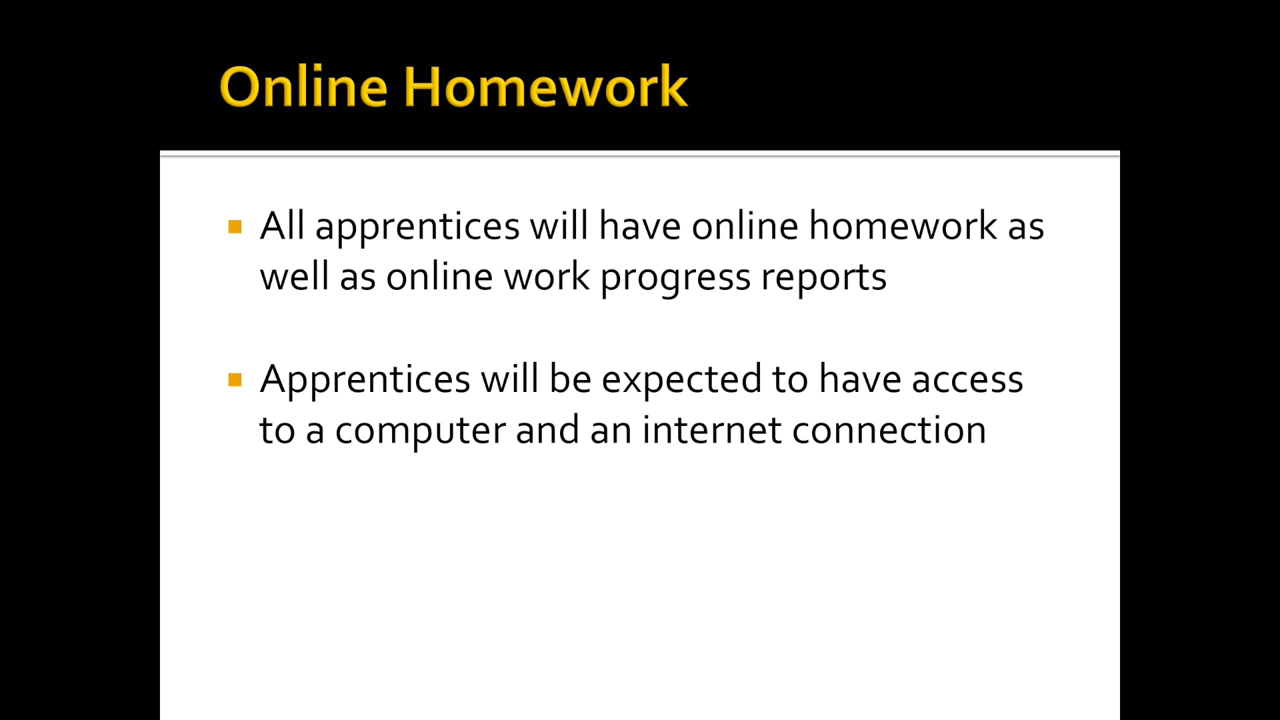 Online Homework
All apprentices will have online homework as
well as online work progress reports
Apprentices will be expected to have access
to a computer and an internet connection